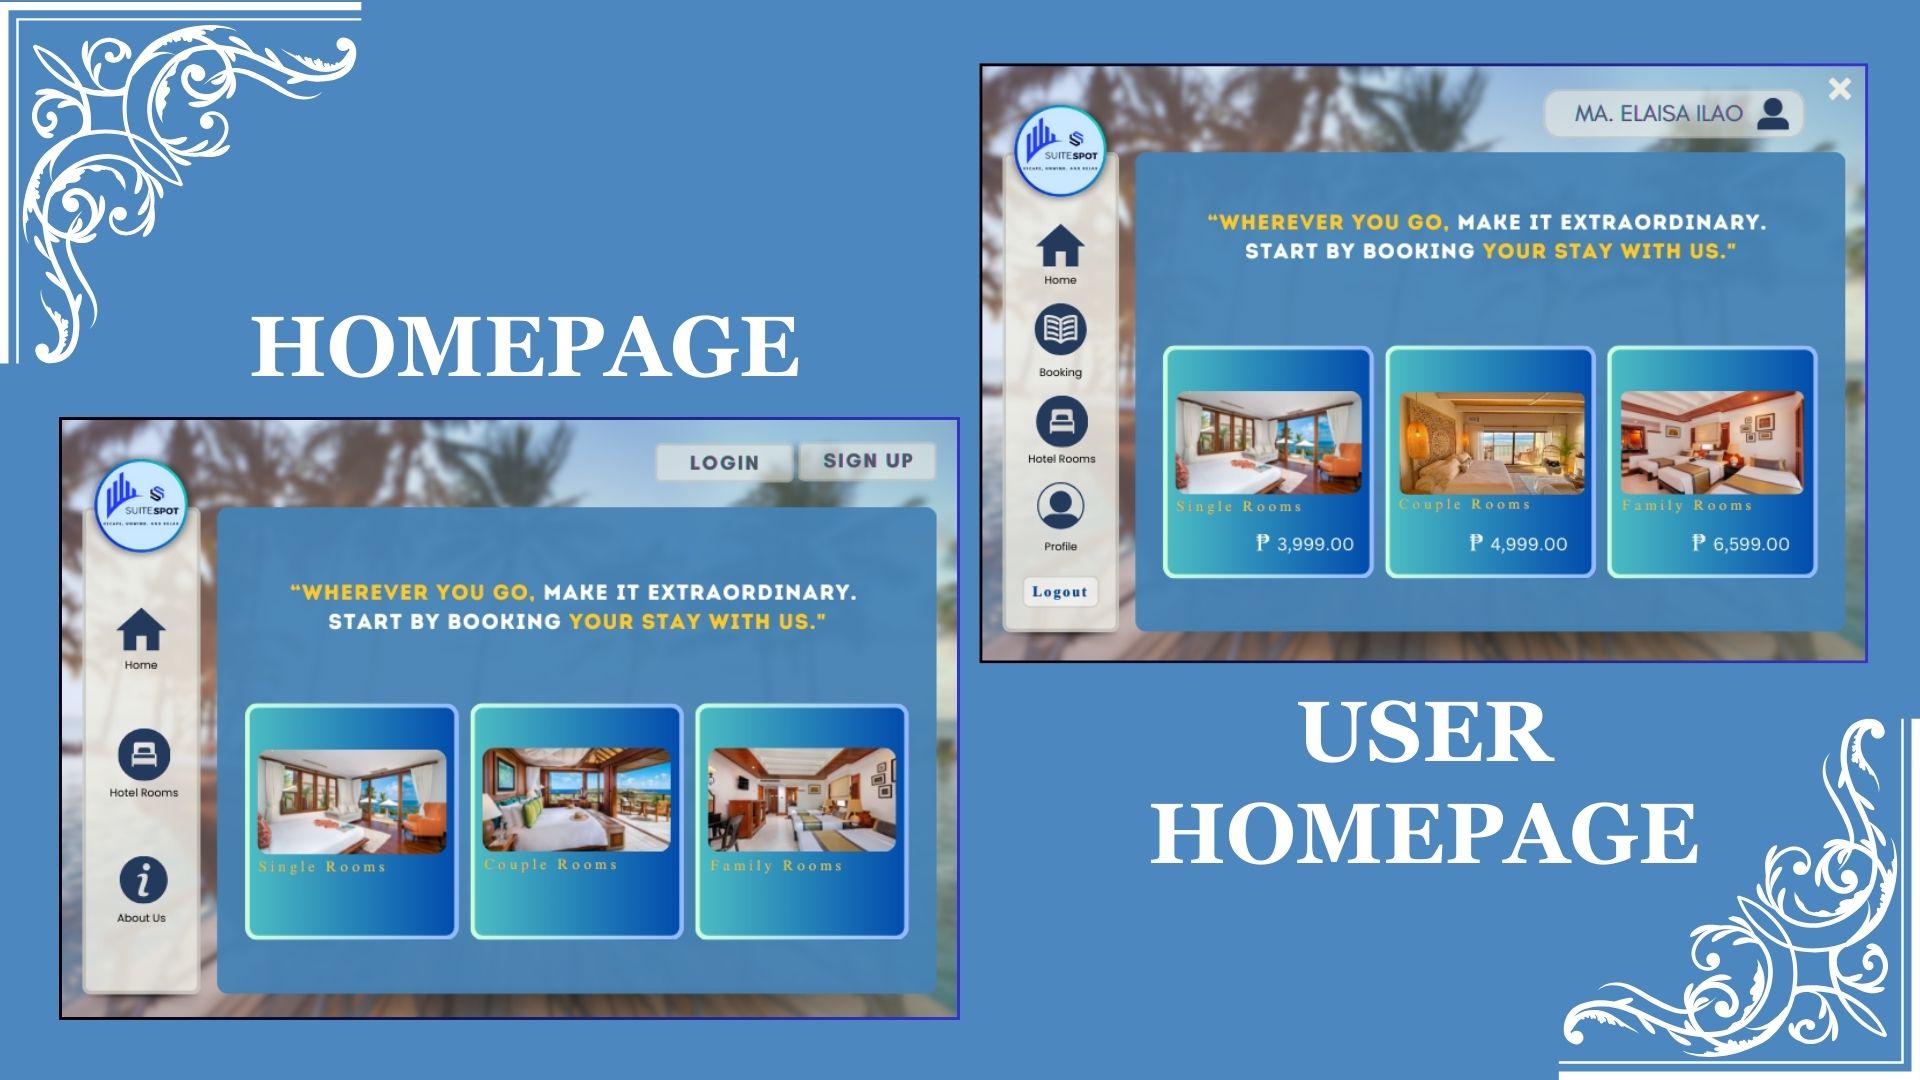 HOMEPAGE
LOGIN
SIGN UP
SUITESPOT
ESCAPE, UNWIND, AND RELAX
Home
Hotel Rooms
About Us
“WHEREVER YOU GO, MAKE IT EXTRAORDINARY.
START BY BOOKING YOUR STAY WITH US."
Single Rooms
Couple Rooms
Family Rooms
MA. ELAISA ILAO
SUITESPOT
ESCAPE, UNWIND, AND RELAX
Home
Booking
Hotel Rooms
Profile
Logout
“WHEREVER YOU GO, MAKE IT EXTRAORDINARY.
START BY BOOKING YOUR STAY WITH US."
Single Rooms
₱ 3,999.00
Couple Rooms
₱ 4,999.00
Family Rooms
₱ 6,599.00
USER
HOMEPAGE